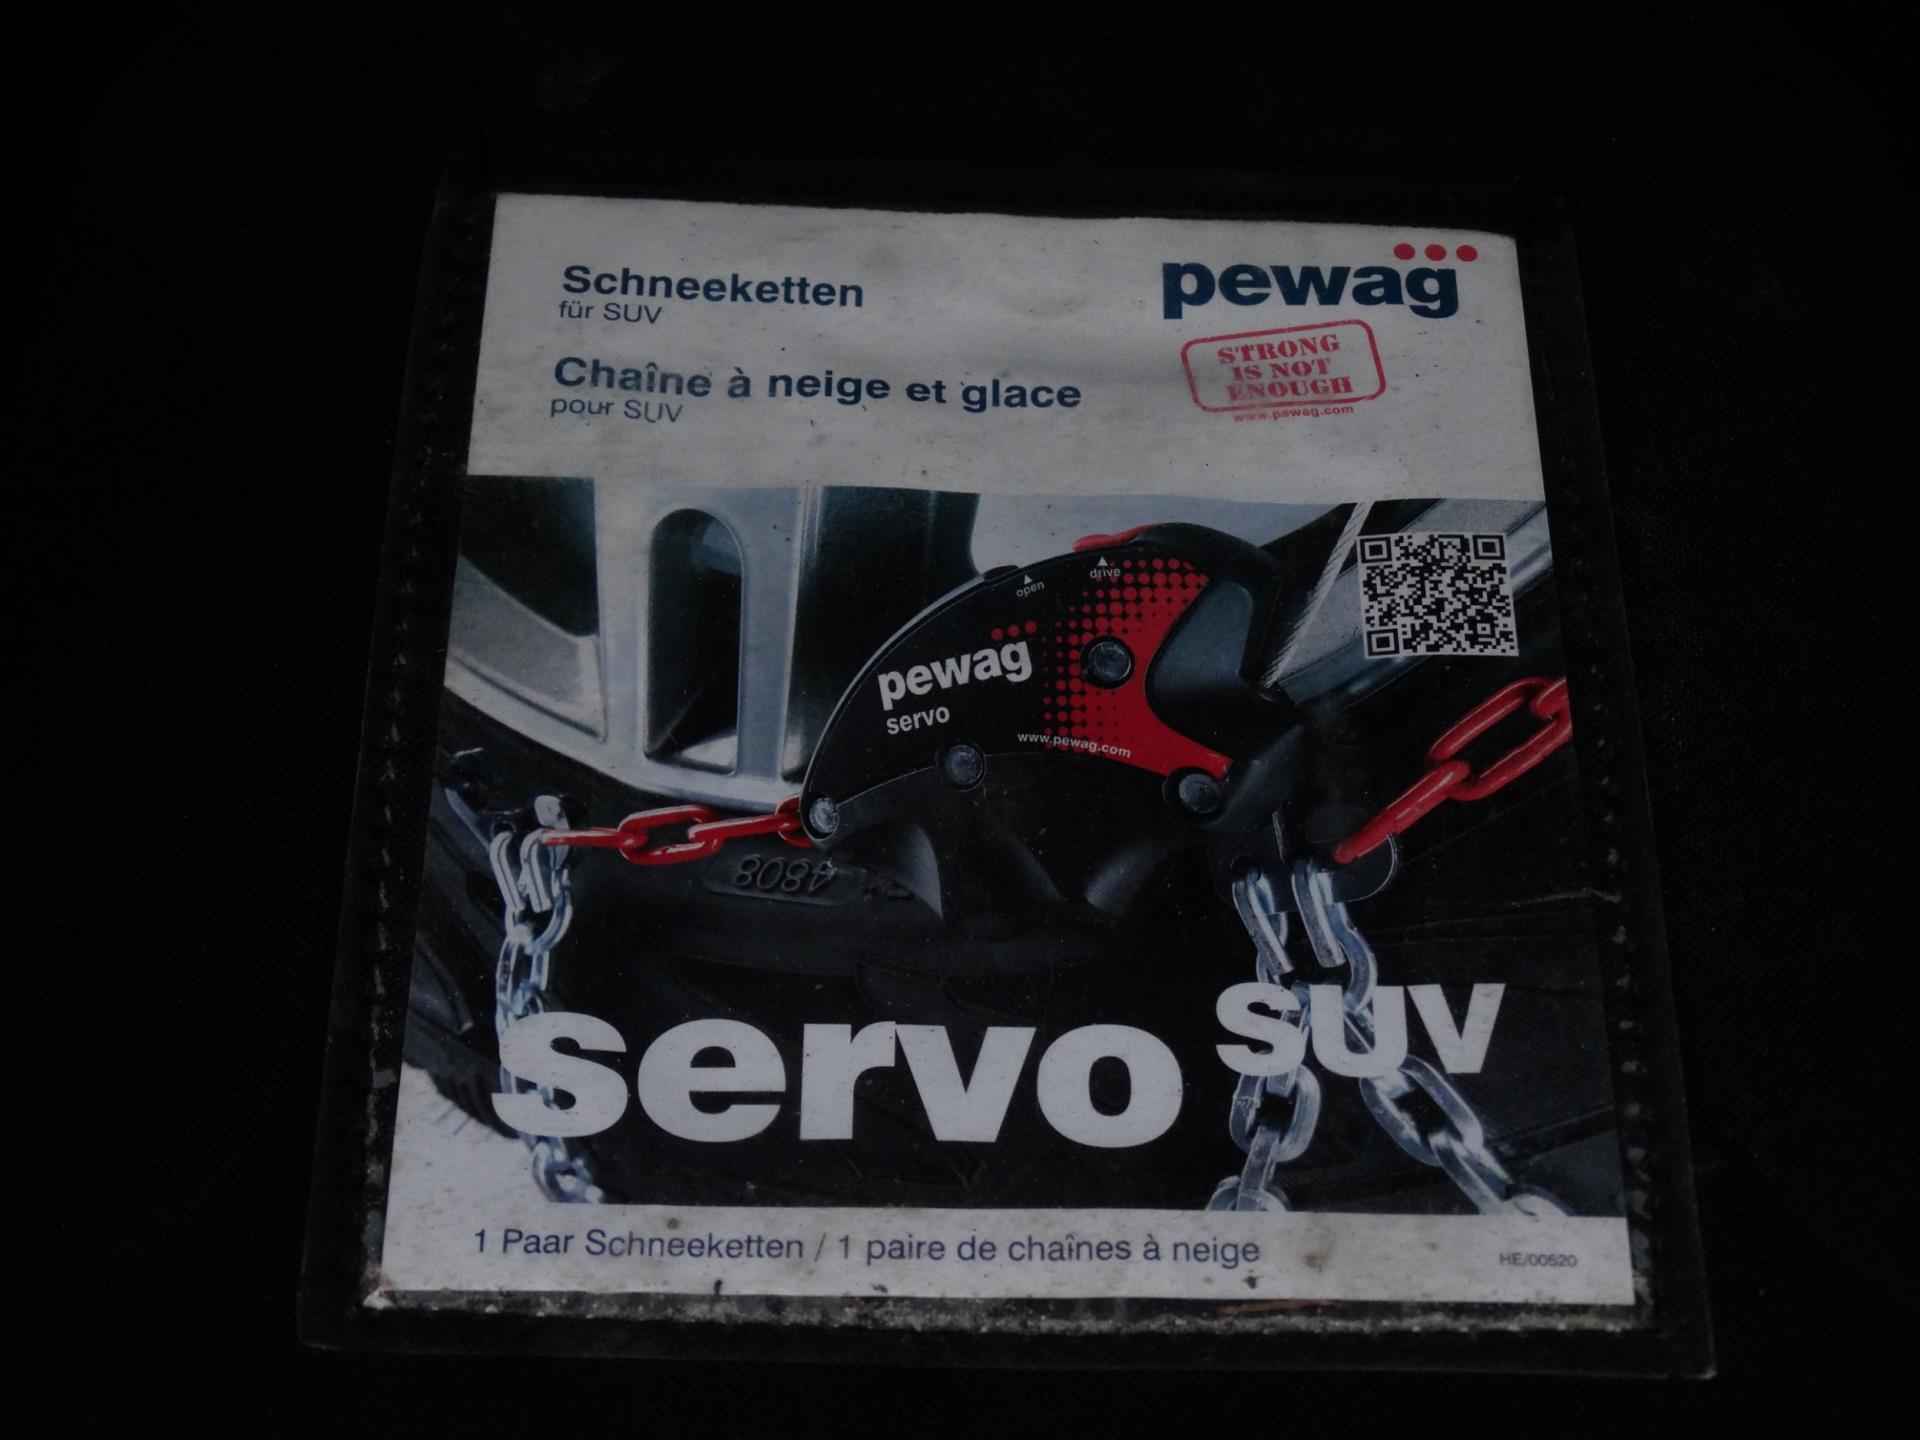 Schneeketten
für SUV
Chaîne à neige et glace
pour SUV
pewag
STRONG
IS NOT
ENOUGH
www.pewag.com
open
drive
pewag
servo
www.pewag.com
8084
servo SUV
1 Paar Schneeketten / 1 paire de chaînes à neige
HE/00520